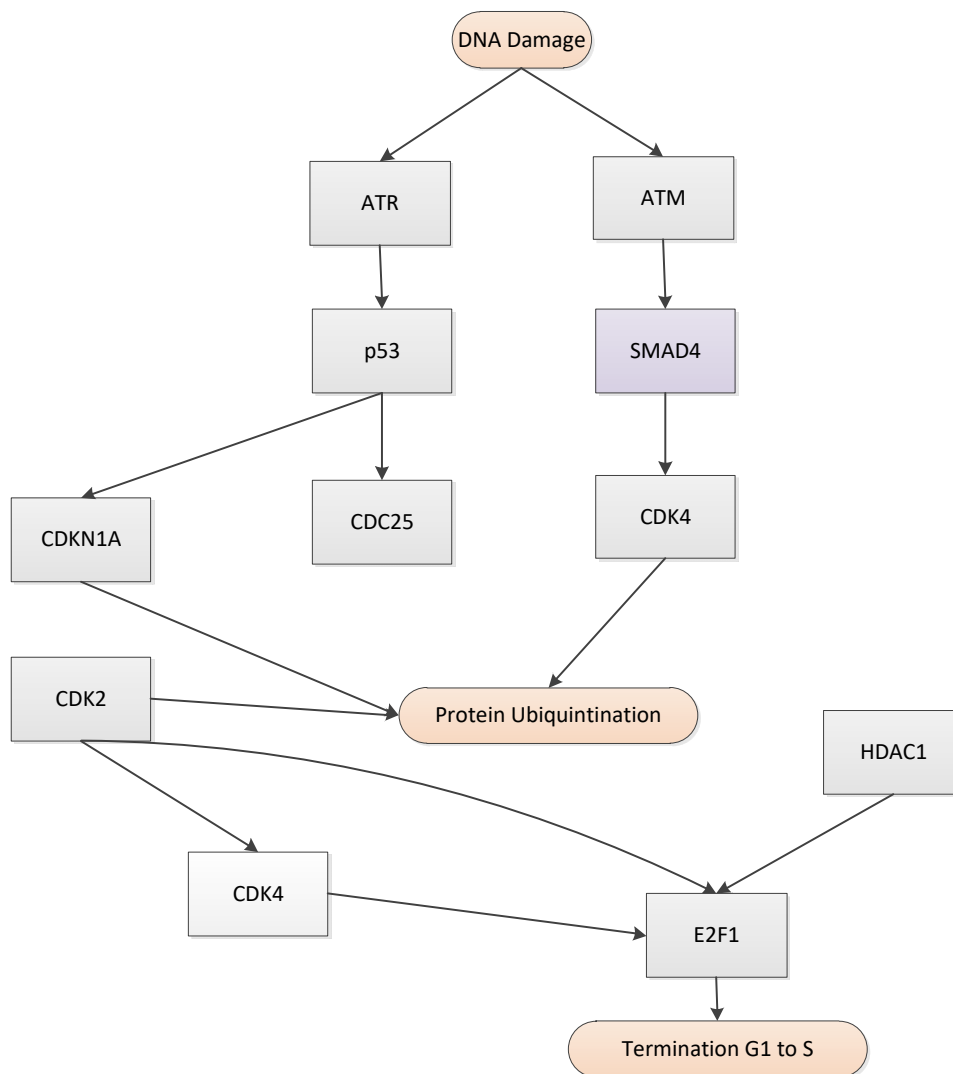 DNA Damage
ATR
ATM
p53
SMAD4
CDKN1A
CDC25
CDK4
CDK2
Protein Ubiquintination
HDAC1
CDK4
E2F1
Termination G1 to S